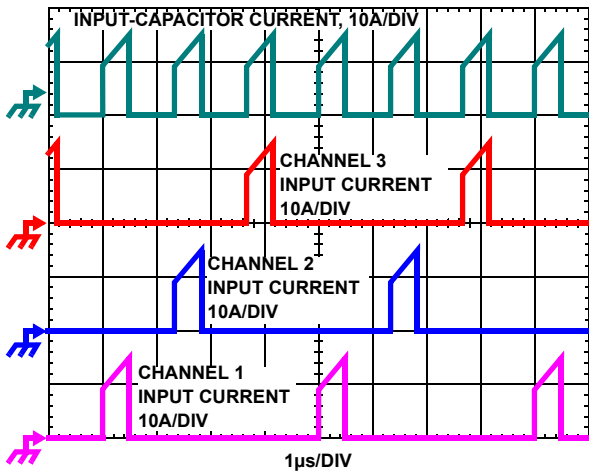 INPUT-CAPACITOR CURRENT, 10A/DIV
CHANNEL 3
INPUT CURRENT
10A/DIV
CHANNEL 2
INPUT CURRENT
10A/DIV
CHANNEL 1
INPUT CURRENT
10A/DIV
1µs/DIV